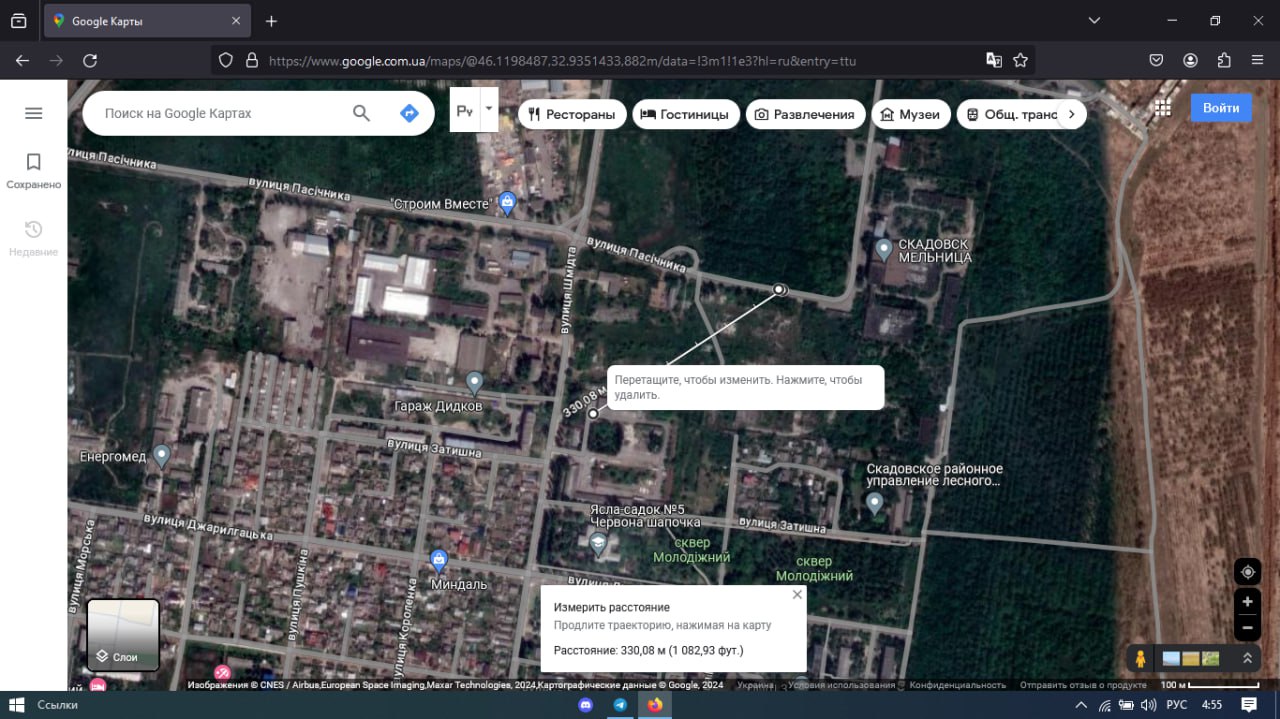 Google Карты
https://www.google.com.ua/maps/@46.1198487,32.9351433,882m/data=!3m1!1e3?hl=ru&entry=ttu
Поиск на Google Картах
Рестораны
Гостиницы
Развлечения
Музеи
Общ. транс
Войти
Сохранено
Недавние
лиця Пасічника
вулиця Пасічника
"Строим Вместе"
вулиця Пасічника
СКАДОВСК
МЕЛЬНИЦА
вулиця Шмідта
Перетащите, чтобы изменить. Нажмите, чтобы
удалить.
330,08 м
Гараж Дидков
вулиця Затишна
Енергомед
Скадовское районное
управление лесного…
Ясла-садок №5
Червона шапочка
вулиця Затишна
вулиця Джарилгацька
сквер
Молодіжний
сквер
Молодіжний
вулиця Морська
вулиця Пушкіна
вулиця Короленка
Миндаль
Измерить расстояние
Продлите траекторию, нажимая на карту
Расстояние: 330,08 м (1 082,93 фут.)
Слои
Изображения © CNES / Airbus,European Space Imaging,Maxar Technologies, 2024,Картографические данные © Google, 2024
Украина
Условия использования
Конфиденциальность
Отправить отзыв о продукте
100 м
Ссылки
РУС
4:55